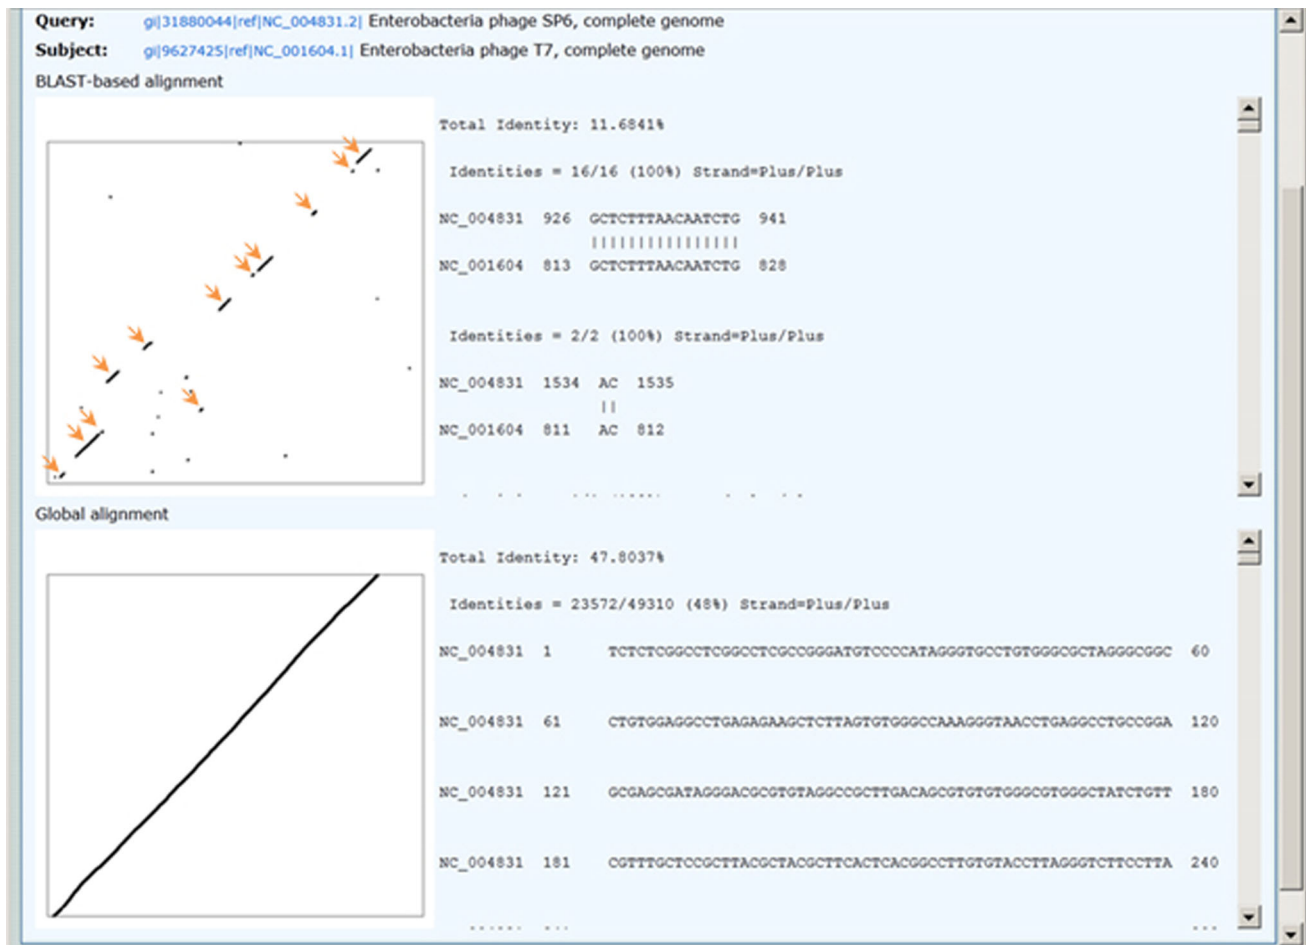 Query: gi|31880044|ref|NC_004831.2| Enterobacteria phage SP6, complete genome
Subject: gi|9627425|ref|NC_001604.1| Enterobacteria phage T7, complete genome
BLAST-based alignment
Total Identity: 11.6841%
Identities = 16/16 (100%) Strand=Plus/Plus
NC_004831 926 GCTCTTTAACAATCTG 941
||||||||||||||||
NC_001604 813 GCTCTTTAACAATCTG 828
Identities = 2/2 (100%) Strand=Plus/Plus
NC_004831 1534 AC 1535
||
NC_001604 811 AC 812
Global alignment
Total Identity: 47.8037%
Identities = 23572/49310 (48%) Strand=Plus/Plus
NC_004831 1 TCTCTCGGCCTCGGCCTCGCCGGGATGTCCCCATAGGGTGCCTGTGGGCGCTAGGGCGGC 60
NC_004831 61 CTGTGGAGGCCTGAGAGAAGCTCTTAGTGTGGGCCAAAGGGTAACCTGAGGCCTGCCGGA 120
NC_004831 121 GCGAGCGATAGGGACGCGTGTAGGCCGCTTGACAGCGTGTGTGGGCGTGGGCTATCTGTT 180
NC_004831 181 CGTTTGCTCCGCTTACGCTACGCTTCACTCACGGCCTTGTGTACCTTAGGGTCTTCCTTA 240